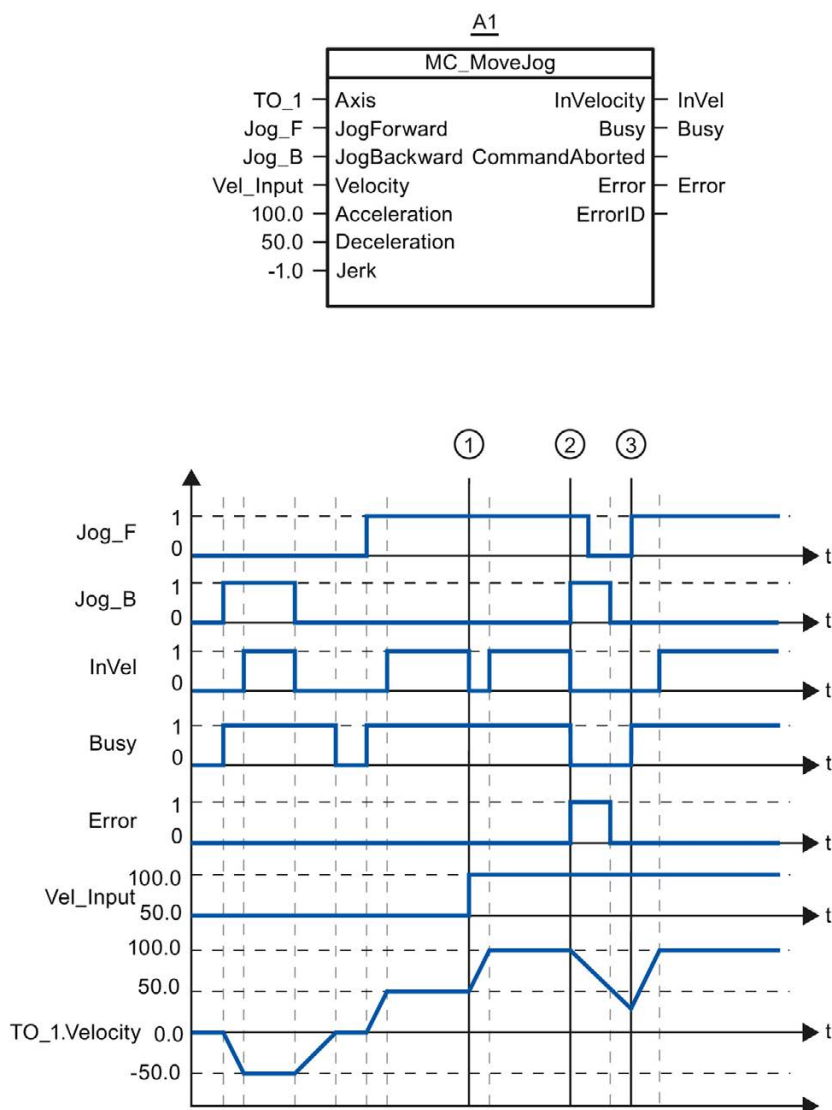 A1
MC_MoveJog
TO_1 Axis InVelocity InVel
Jog_F JogForward Busy Busy
Jog_B JogBackward CommandAborted
Vel_Input Velocity Error Error
100.0 Acceleration ErrorID
50.0 Deceleration
-1.0 Jerk
1 2 3
Jog_F 1
0 t
Jog_B 1
0 t
InVel 1
0 t
Busy 1
0 t
Error 1
0 t
Vel_Input 100.0
50.0 t
100.0
50.0
TO_1.Velocity 0.0 t
-50.0